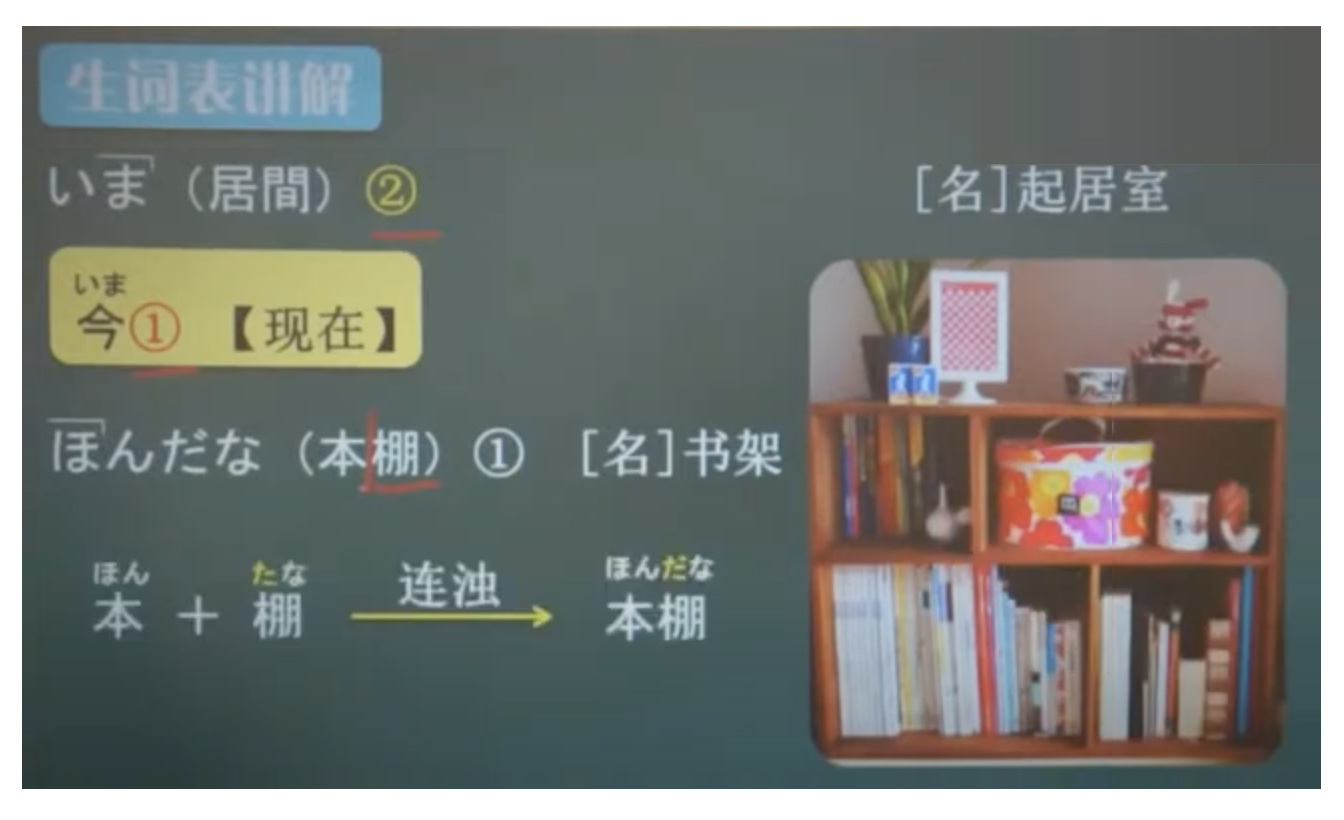 生词表讲解
いま（居間）② [名]起居室
いま
今① 【现在】
ほんだな（本棚）① [名]书架
ほん たな 连浊 ほんだな
本 + 棚 本棚